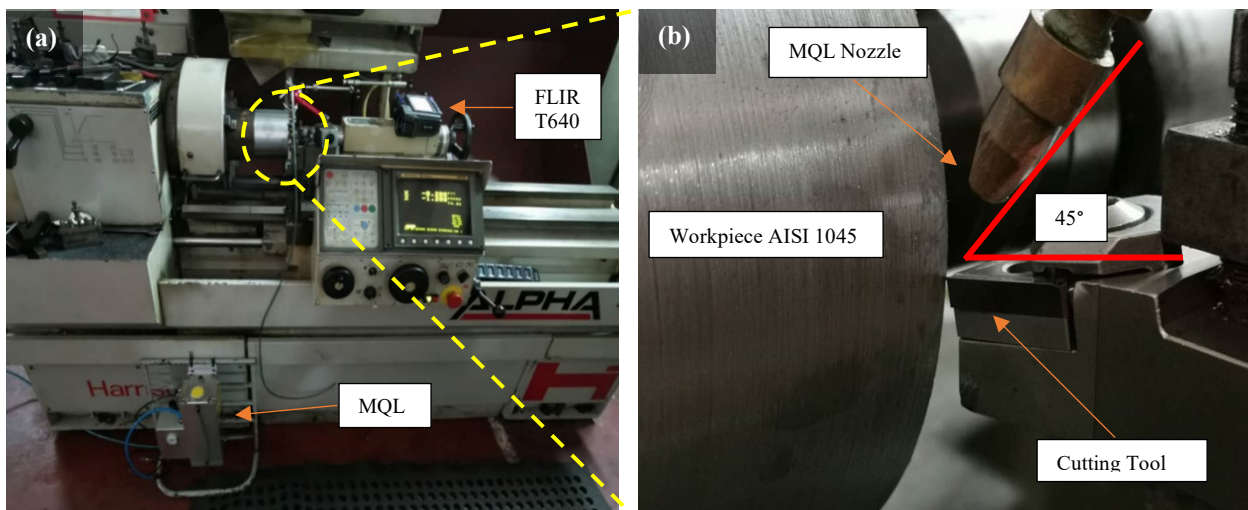 (a)
FLIR
T640
ALPHA
Harr
MQL
(b)
MQL Nozzle
45°
Workpiece AISI 1045
Cutting Tool